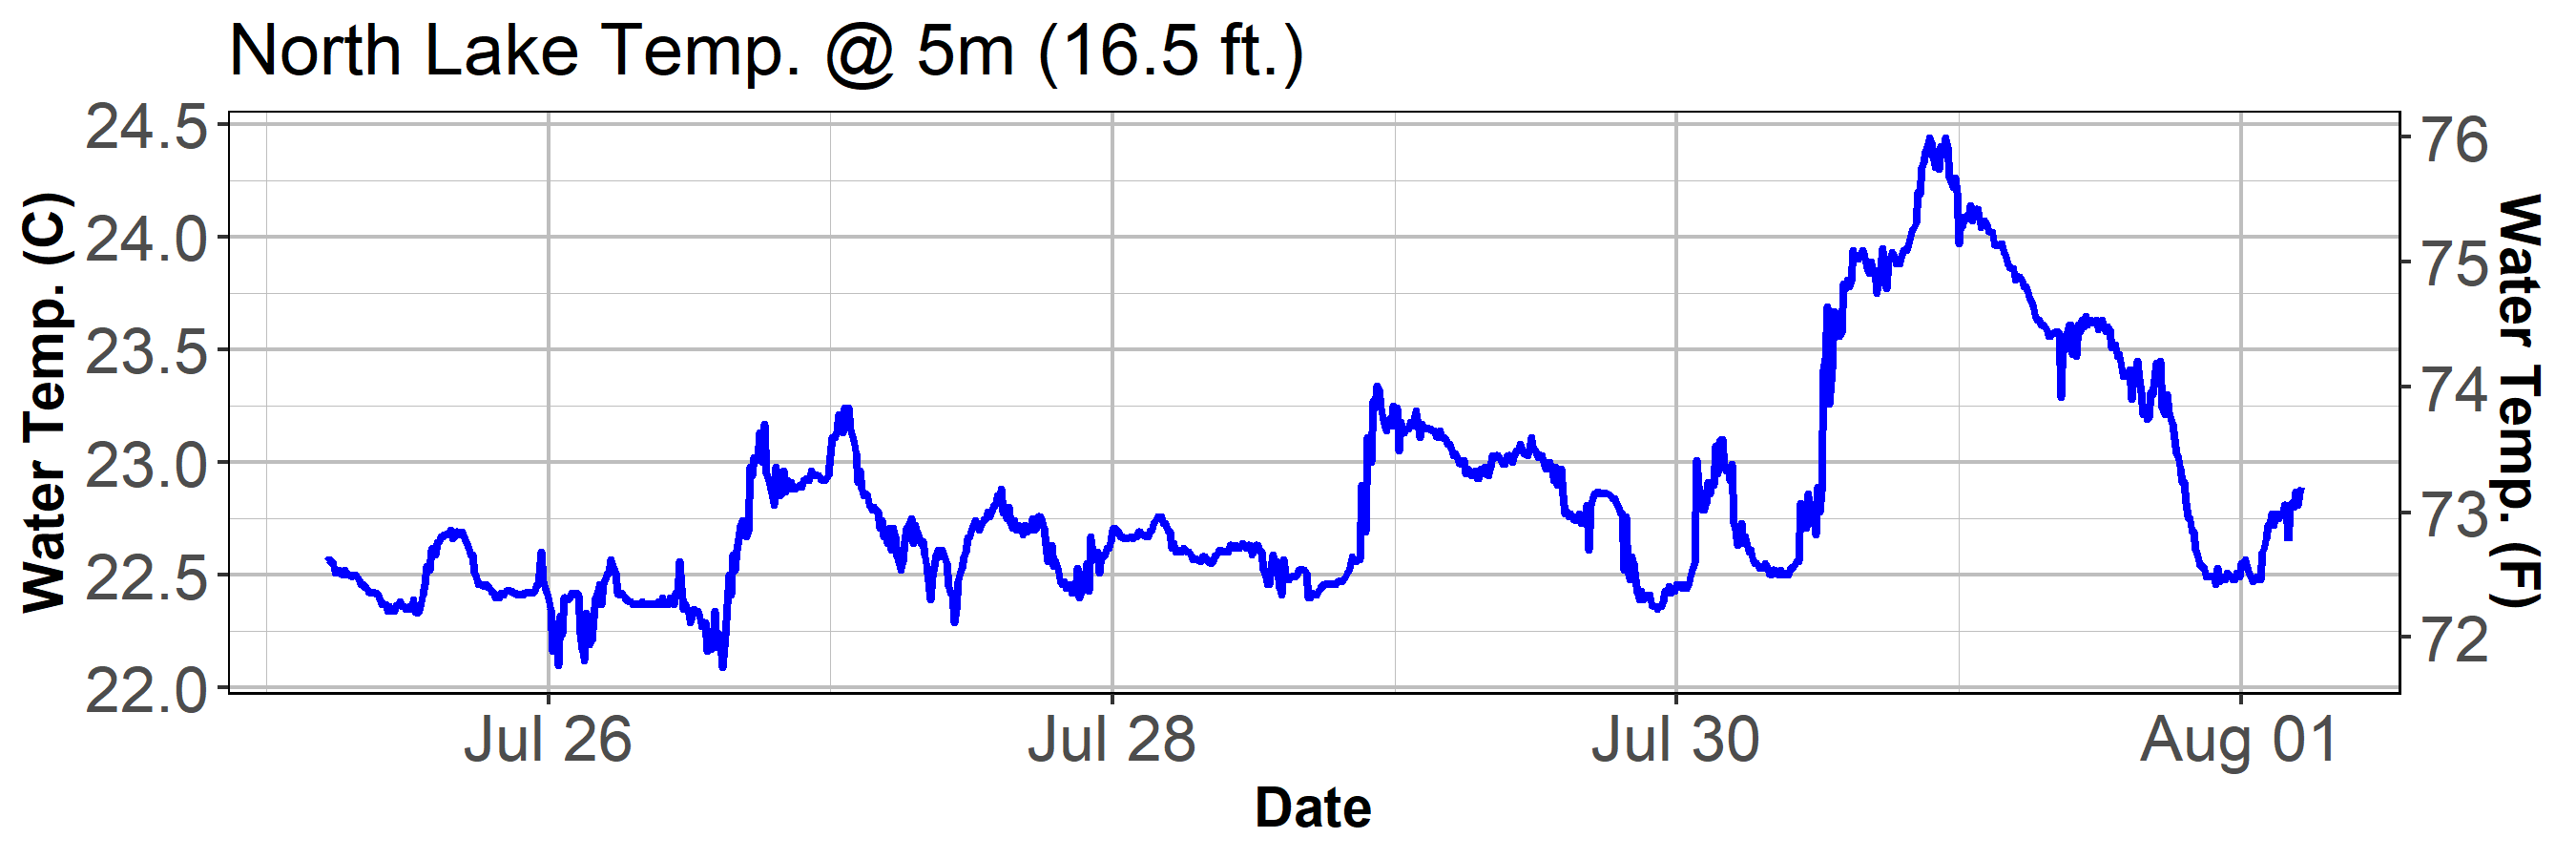 North Lake Temp. @ 5m (16.5 ft.)
Water Temp. (C)
24.5
24.0
23.5
23.0
22.5
22.0
76
75
74
73
72
Water Temp. (F)
Jul 26 Jul 28 Jul 30 Aug 01
Date